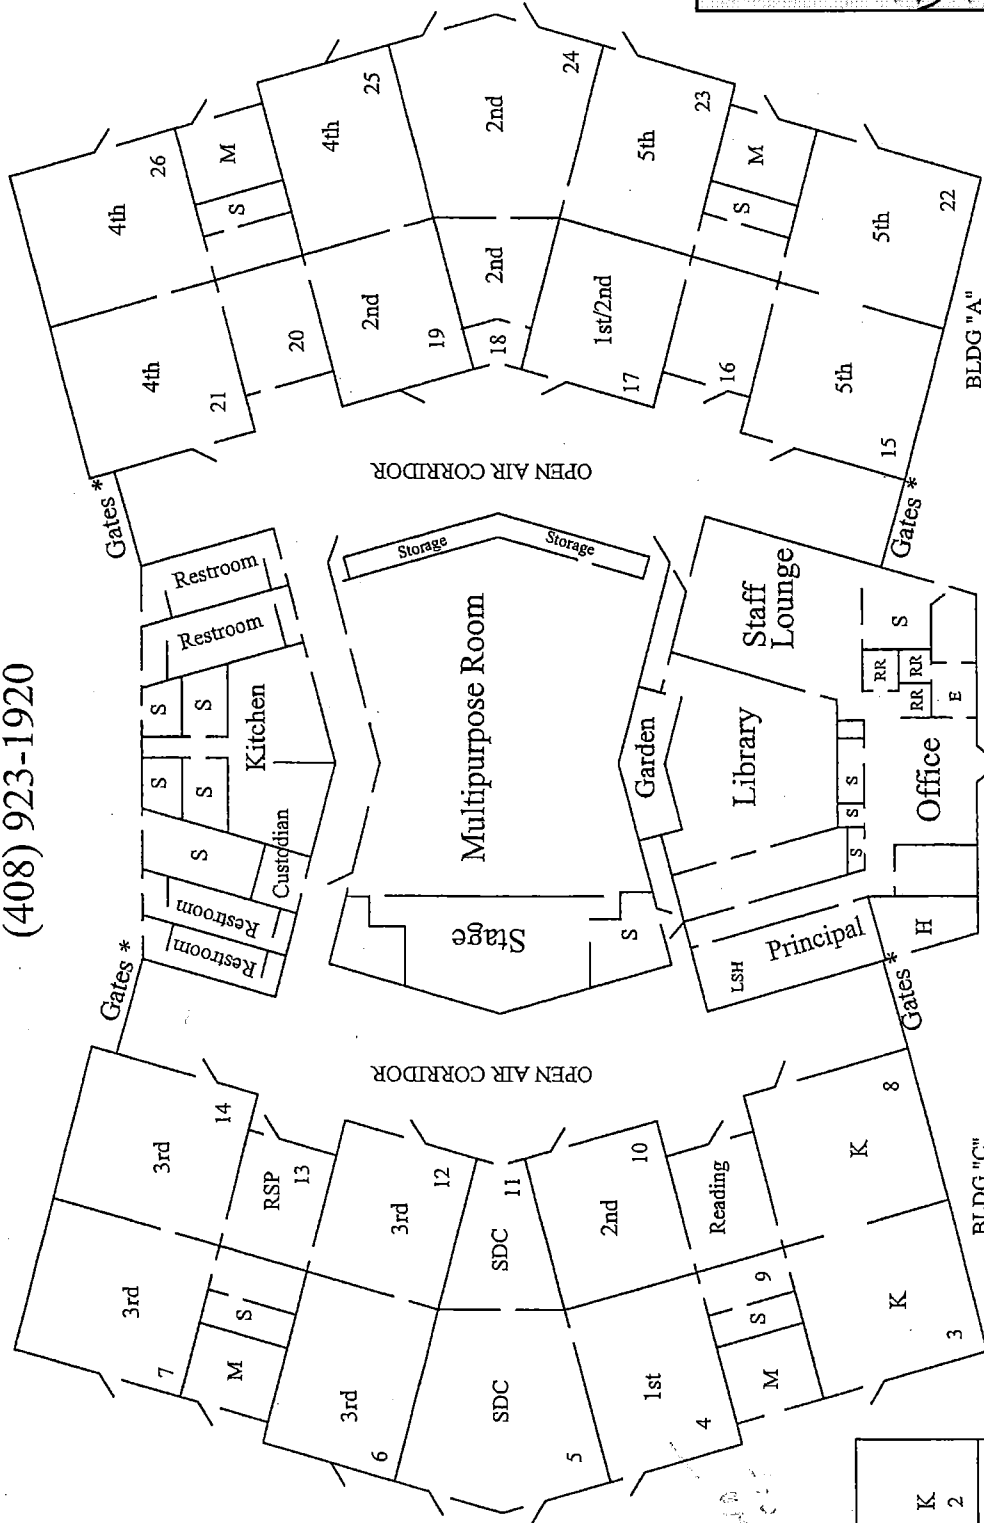 (408) 923-1920
Gates *
Gates *
3rd
14
3rd
7
RSP
13
S
M
3rd
12
3rd
6
SDC
11
SDC
5
2nd
10
1st
4
Reading
9
S
M
K
8
K
3
BLDG "C"
K
2
OPEN AIR CORRIDOR
Restroom
Restroom
S
Custodian
S
S
S
S
Kitchen
Restroom
Restroom
Stage
S
Multipurpose Room
Storage
Storage
Garden
LSH
Principal
Library
Staff
Lounge
S
S
S
H
Office
RR
RR
RR
S
E
Gates *
Gates *
OPEN AIR CORRIDOR
4th
26
4th
21
M
S
20
4th
25
2nd
19
2nd
24
2nd
18
5th
23
1st/2nd
17
M
S
16
5th
22
5th
15
BLDG "A"